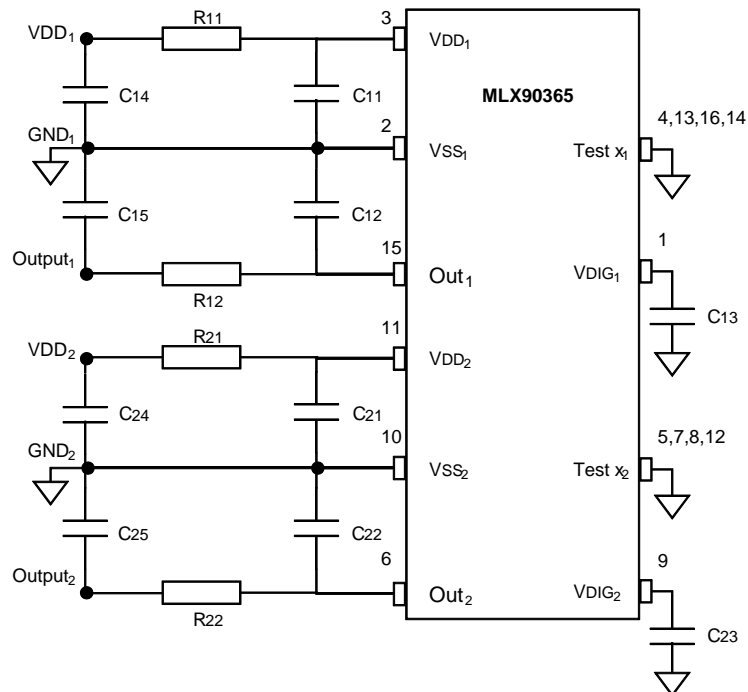 VDD1
R11
3
VDD1
MLX90365
C14
C11
4,13,16,14
GND1
2
VSS1
Test x1
C15
C12
Output1
15
Out1
1
VDIG1
R12
C13
VDD2
R21
11
VDD2
C24
C21
5,7,8,12
GND2
10
VSS2
Test x2
C25
C22
Output2
6
Out2
9
VDIG2
R22
C23